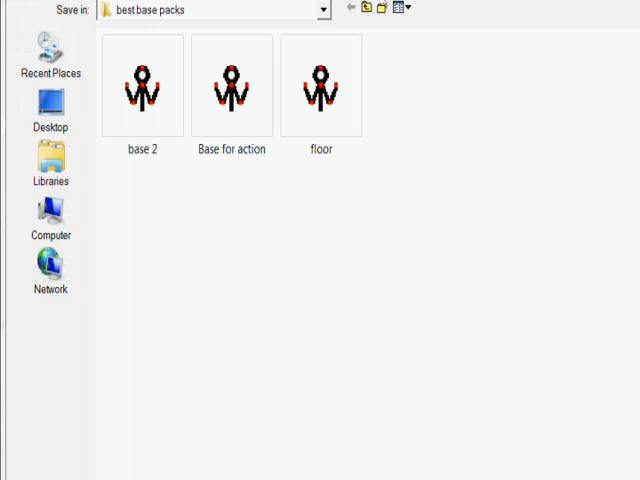 Save in:
best base packs
Recent Places
Desktop
Libraries
Computer
Network
base 2
Base for action
floor